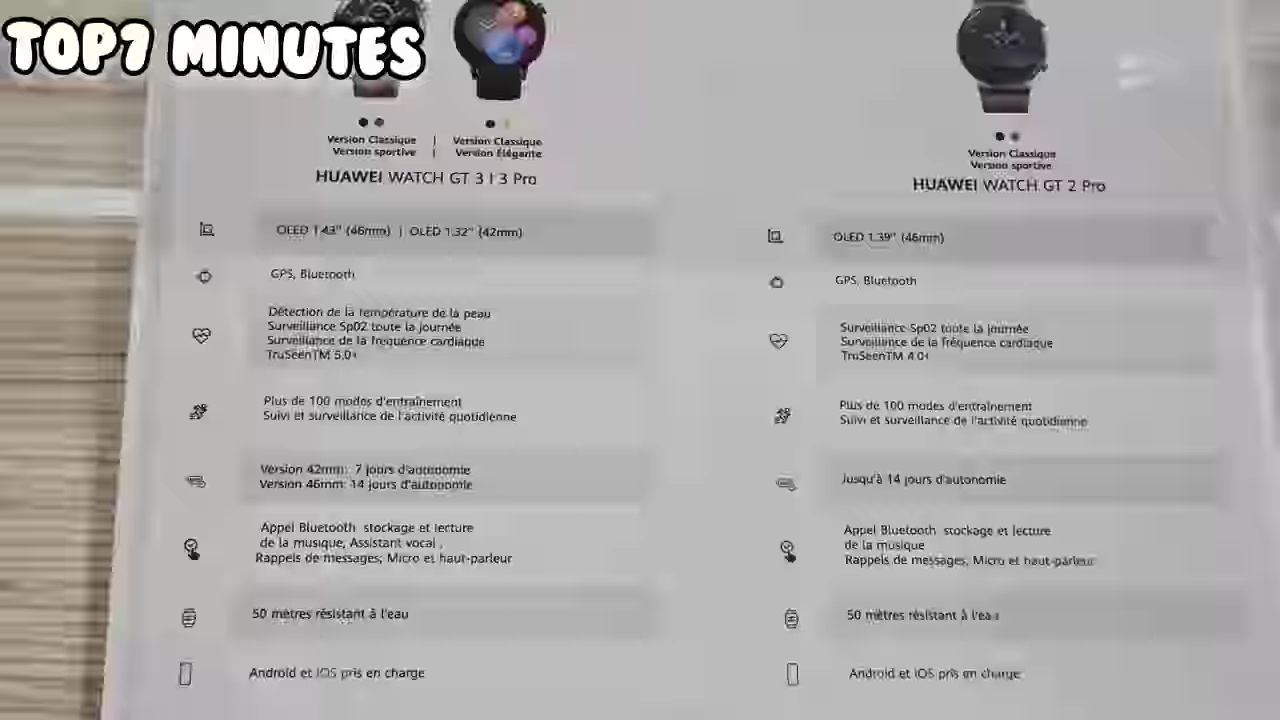 TOP7 MINUTES
Version Classique | Version Classique
Version sportive | Version Élégante
HUAWEI WATCH GT 3 I 3 Pro
OLED 1.43" (46mm) | OLED 1.32" (42mm)
GPS, Bluetooth
Détection de la température de la peau
Surveillance Sp02 toute la journée
Surveillance de la fréquence cardiaque
TruSeenTM 5.0+
Plus de 100 modes d'entraînement
Suivi et surveillance de l'activité quotidienne
Version 42mm: 7 jours d'autonomie
Version 46mm: 14 jours d'autonomie
Appel Bluetooth stockage et lecture
de la musique, Assistant vocal,
Rappels de messages, Micro et haut-parleur
50 mètres résistant à l'eau
Android et iOS pris en charge
Version Classique
Version sportive
HUAWEI WATCH GT 2 Pro
OLED 1.39" (46mm)
GPS, Bluetooth
Surveillance Sp02 toute la journée
Surveillance de la fréquence cardiaque
TruSeenTM 4.0+
Plus de 100 modes d'entraînement
Suivi et surveillance de l'activité quotidienne
Jusqu'à 14 jours d'autonomie
Appel Bluetooth stockage et lecture
de la musique
Rappels de messages, Micro et haut-parleur
50 mètres résistant à l'eau
Android et iOS pris en charge